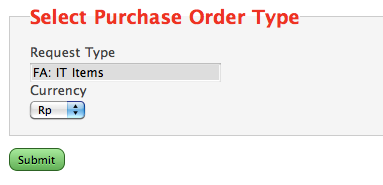 Select Purchase Order Type
Request Type
FA: IT Items
Currency
Rp
Submit